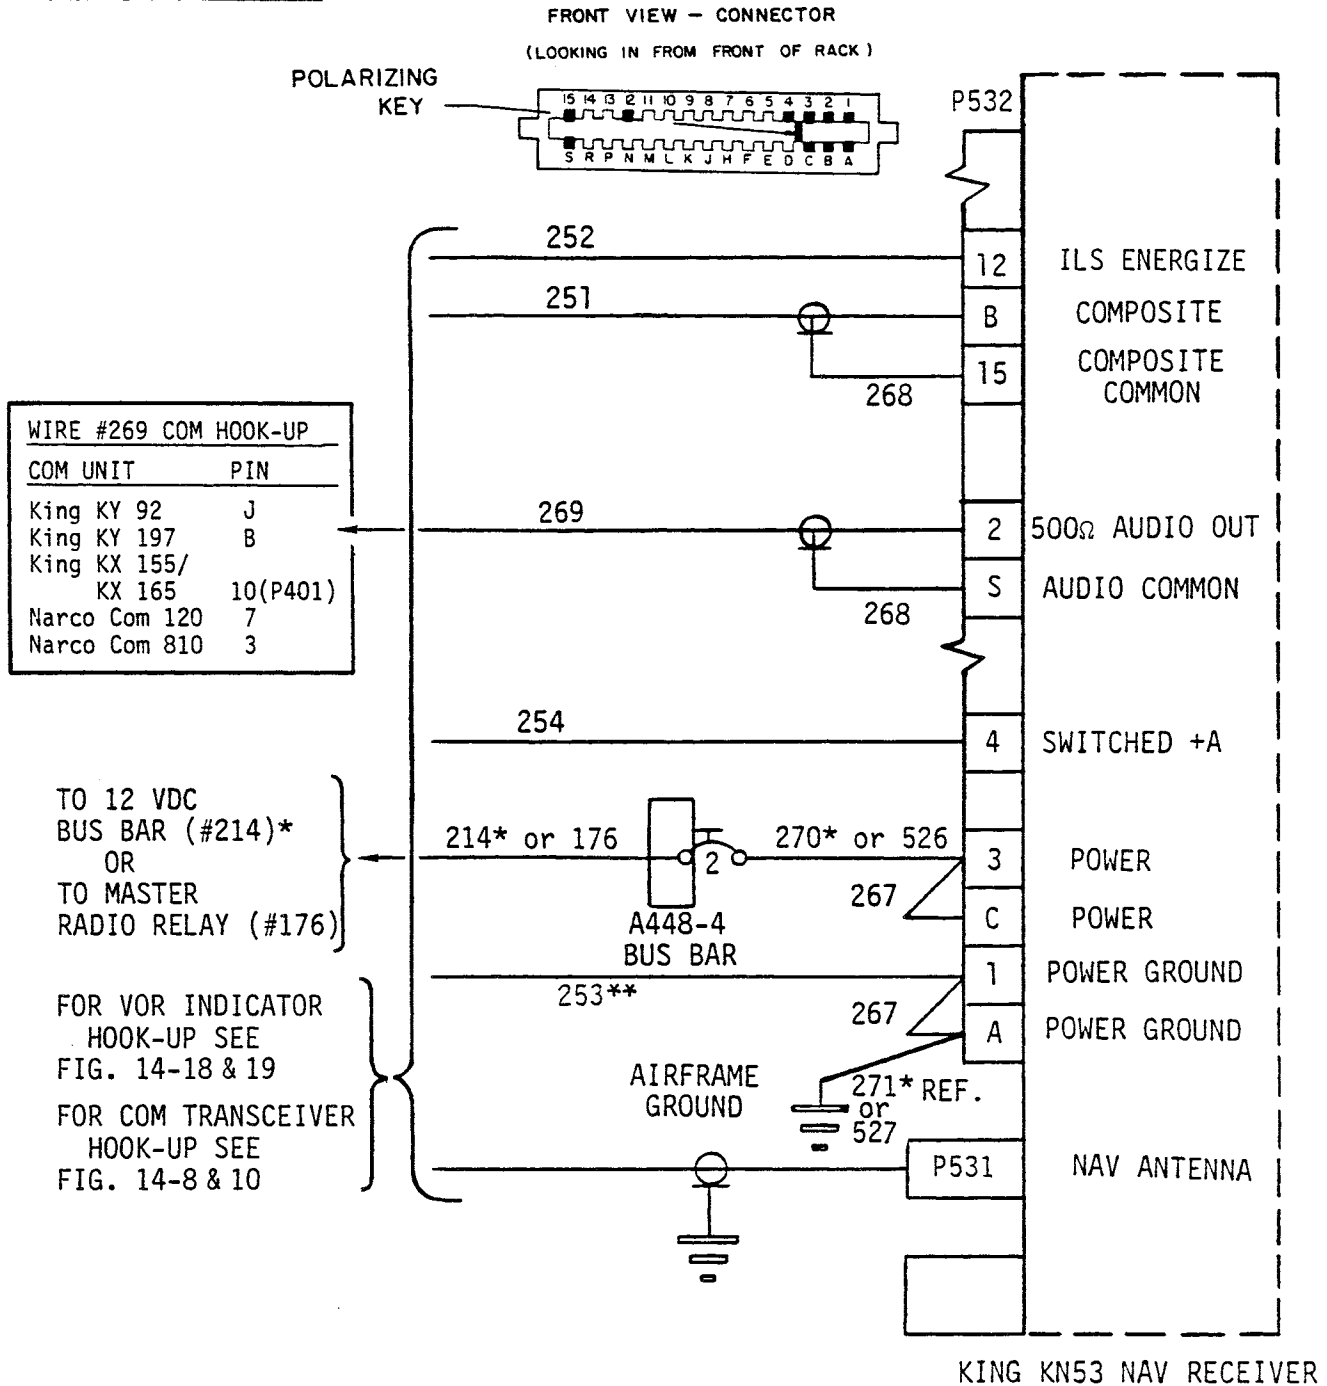 FRONT VIEW – CONNECTOR
(LOOKING IN FROM FRONT OF RACK)
POLARIZING
KEY
15 14 13 12 11 10 9 8 7 6 5 4 3 2 1
S R P N M L K J H F E D C B A
P532
252
12 ILS ENERGIZE
251
B COMPOSITE
15 COMPOSITE
COMMON
268
WIRE #269 COM HOOK-UP
COM UNIT PIN
King KY 92 J
King KY 197 B
King KX 155/
KX 165 10(P401)
Narco Com 120 7
Narco Com 810 3
269
2 500Ω AUDIO OUT
S AUDIO COMMON
268
254
4 SWITCHED +A
TO 12 VDC
BUS BAR (#214)*
OR
TO MASTER
RADIO RELAY (#176)
214* or 176
2
270* or 526
3 POWER
267
C POWER
A448-4
BUS BAR
1 POWER GROUND
253**
267
A POWER GROUND
FOR VOR INDICATOR
HOOK-UP SEE
FIG. 14-18 & 19
FOR COM TRANSCEIVER
HOOK-UP SEE
FIG. 14-8 & 10
AIRFRAME
GROUND
271* REF.
or
527
P531 NAV ANTENNA
KING KN53 NAV RECEIVER